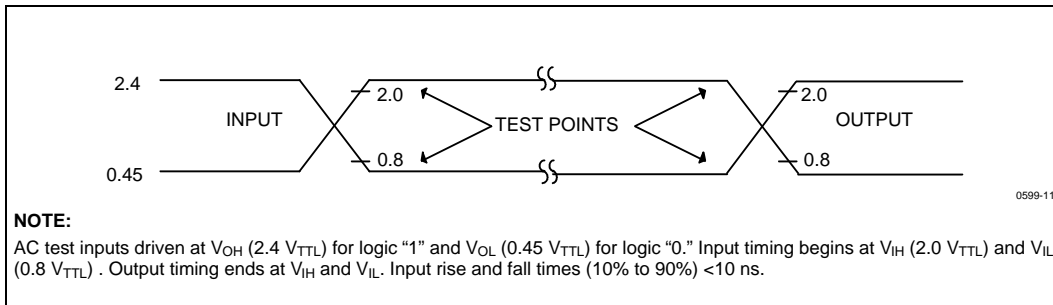 2.4
INPUT
2.0
TEST POINTS
2.0
OUTPUT
0.8
0.8
0.45
0599-11
NOTE:
AC test inputs driven at VOH (2.4 VTTL) for logic “1” and VOL (0.45 VTTL) for logic “0.” Input timing begins at VIH (2.0 VTTL) and VIL
(0.8 VTTL) . Output timing ends at VIH and VIL. Input rise and fall times (10% to 90%) <10 ns.